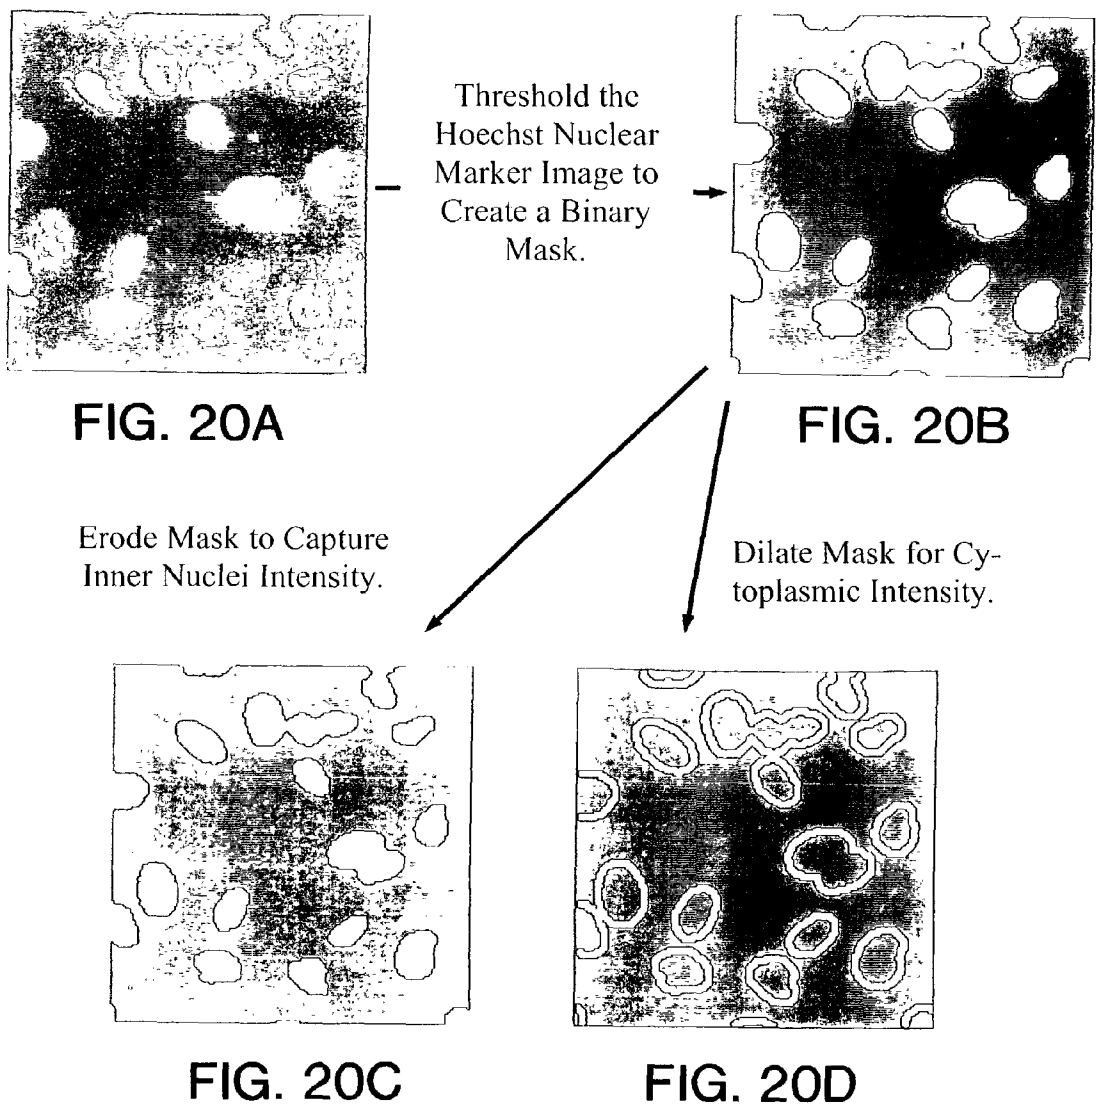 Threshold the
Hoechst Nuclear
Marker Image to
Create a Binary
Mask.
FIG. 20A
FIG. 20B
Erode Mask to Capture
Inner Nuclei Intensity.
Dilate Mask for Cy-
toplasmic Intensity.
FIG. 20C
FIG. 20D